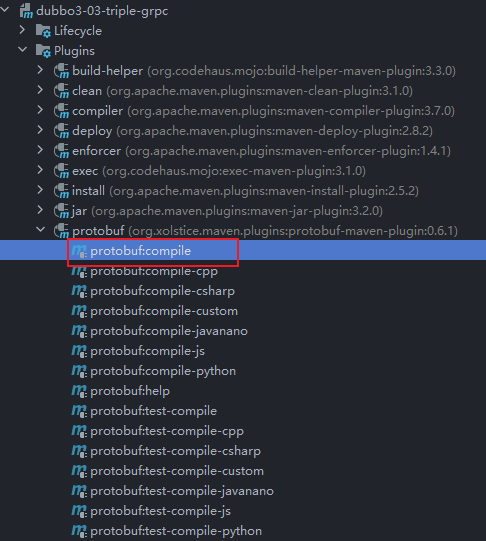 dubbo3-03-triple-grpc
Lifecycle
Plugins
build-helper (org.codehaus.mojo:build-helper-maven-plugin:3.3.0)
clean (org.apache.maven.plugins:maven-clean-plugin:3.1.0)
compiler (org.apache.maven.plugins:maven-compiler-plugin:3.7.0)
deploy (org.apache.maven.plugins:maven-deploy-plugin:2.8.2)
enforcer (org.apache.maven.plugins:maven-enforcer-plugin:1.4.1)
exec (org.codehaus.mojo:exec-maven-plugin:3.1.0)
install (org.apache.maven.plugins:maven-install-plugin:2.5.2)
jar (org.apache.maven.plugins:maven-jar-plugin:3.2.0)
protobuf (org.xolstice.maven.plugins:protobuf-maven-plugin:0.6.1)
protobuf:compile
protobuf:compile-cpp
protobuf:compile-csharp
protobuf:compile-custom
protobuf:compile-javanano
protobuf:compile-js
protobuf:compile-python
protobuf:help
protobuf:test-compile
protobuf:test-compile-cpp
protobuf:test-compile-csharp
protobuf:test-compile-custom
protobuf:test-compile-javanano
protobuf:test-compile-js
protobuf:test-compile-python